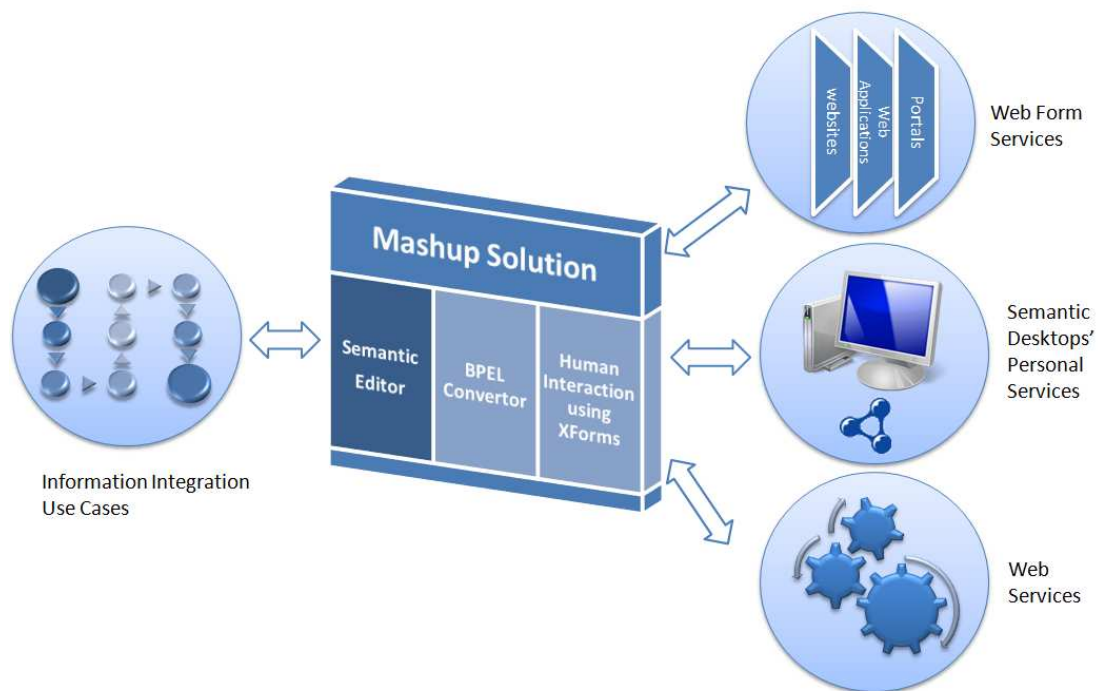 Information Integration
Use Cases
Mashup Solution
Semantic
Editor
BPEL
Convertor
Human
Interaction
using
XForms
websites
Web
Applications
Portals
Web Form
Services
Semantic
Desktops’
Personal
Services
Web
Services